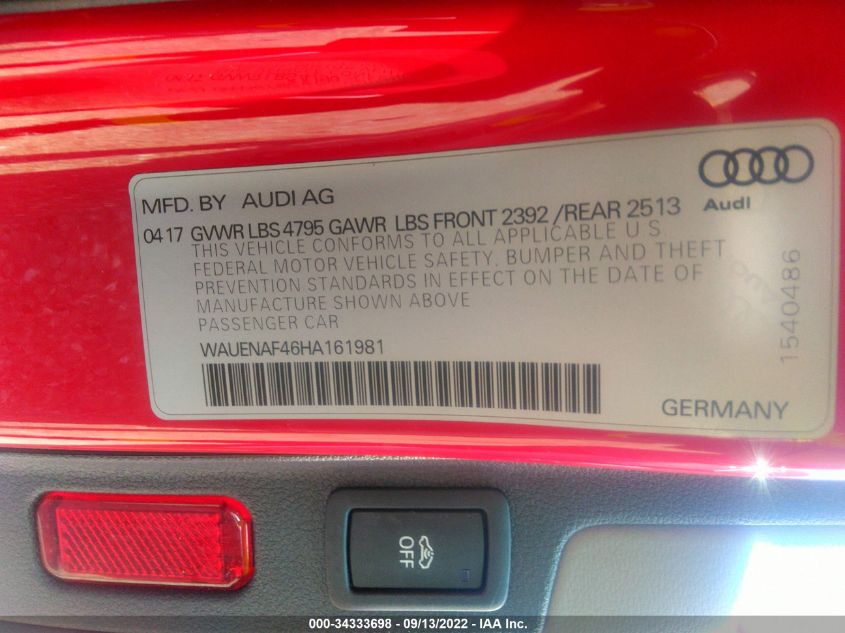 MFD. BY AUDI AG
Audi
04 17 GVWR LBS 4795 GAWR LBS FRONT 2392 /REAR 2513
THIS VEHICLE CONFORMS TO ALL APPLICABLE U S
FEDERAL MOTOR VEHICLE SAFETY, BUMPER AND THEFT
PREVENTION STANDARDS IN EFFECT ON THE DATE OF
MANUFACTURE SHOWN ABOVE
PASSENGER CAR
WAUENAF46HA161981
1540486
GERMANY
OFF
000-34333698 - 09/13/2022 - IAA Inc.